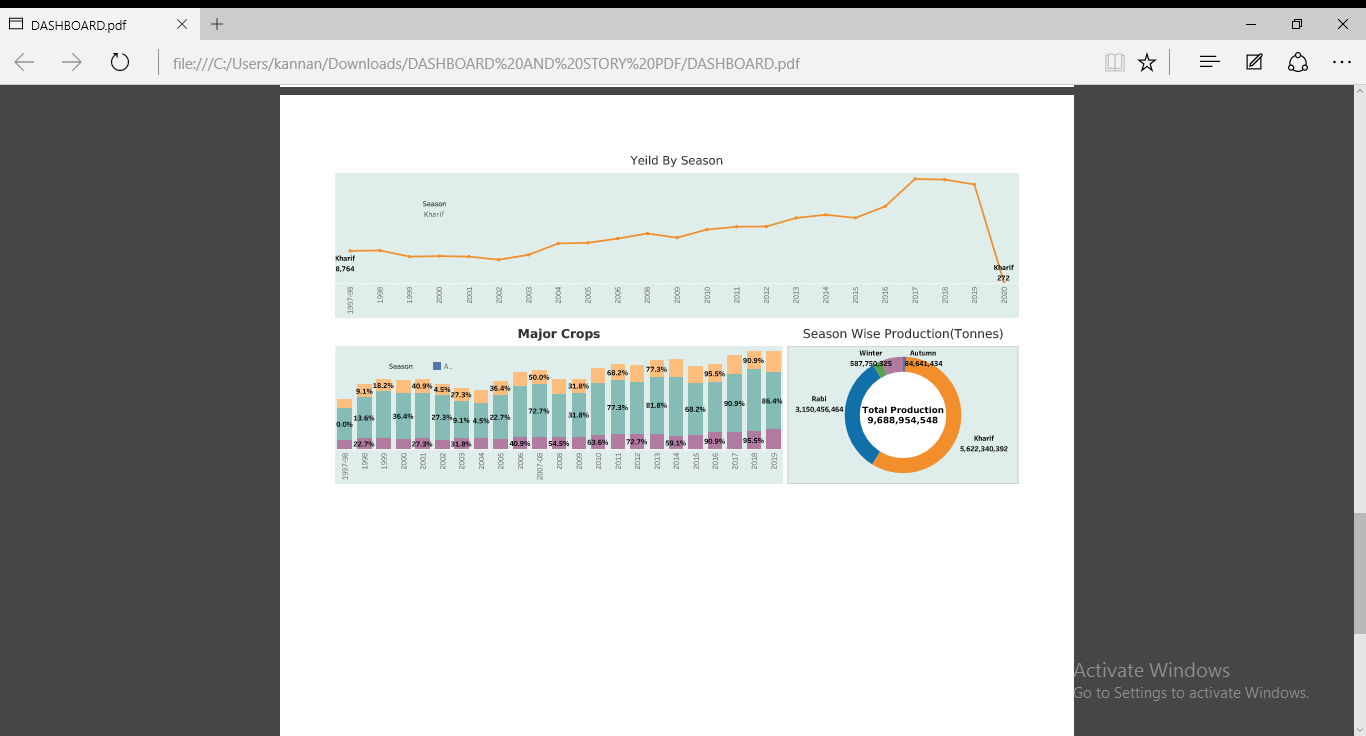 DASHBOARD.pdf
file:///C:/Users/kannan/Downloads/DASHBOARD%20AND%20STORY%20PDF/DASHBOARD.pdf
Yeild By Season
Season
Kharif
Kharif
8,764
Kharif
272
1997-98 1998 1999 2000 2001 2002 2003 2004 2005 2006 2008 2009 2010 2011 2012 2013 2014 2015 2016 2017 2018 2019 2020
Major Crops
Season A..
0.0% 9.1% 18.2% 40.9% 4.5% 27.3% 36.4% 50.0% 31.8% 68.2% 77.3% 95.5% 90.9%
13.6% 36.4% 27.3% 9.1% 4.5% 22.7% 72.7% 31.8% 77.3% 81.8% 68.2% 90.9% 86.4%
22.7% 27.3% 31.8% 40.9% 54.5% 63.6% 72.7% 59.1% 90.9% 95.5%
1997-98 1998 1999 2000 2001 2002 2003 2004 2005 2006 2007-08 2008 2009 2010 2011 2012 2013 2014 2015 2016 2017 2018 2019
Season Wise Production(Tonnes)
Winter
587,750,325
Autumn
84,641,434
Rabi
3,150,456,464
Total Production
9,688,954,548
Kharif
5,622,340,392
Activate Windows
Go to Settings to activate Windows.